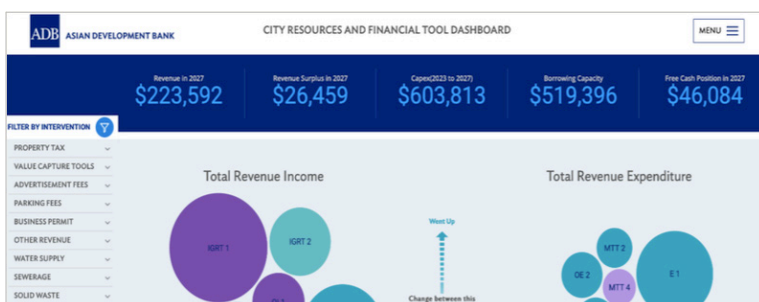 ADB ASIAN DEVELOPMENT BANK
CITY RESOURCES AND FINANCIAL TOOL DASHBOARD
MENU
Revenue in 2027
$223,592
Revenue Surplus in 2027
$26,459
Capex(2023 to 2027)
$603,813
Borrowing Capacity
$519,396
Free Cash Position in 2027
$46,084
FILTER BY INTERVENTION
PROPERTY TAX
VALUE CAPTURE TOOLS
ADVERTISEMENT FEES
PARKING FEES
BUSINESS PERMIT
OTHER REVENUE
WATER SUPPLY
SEWERAGE
SOLID WASTE
Total Revenue Income
IGRT 1
IGRT 2
Went Up
Change between this
Total Revenue Expenditure
MTT 2
OE 2
E 1
MTT 4